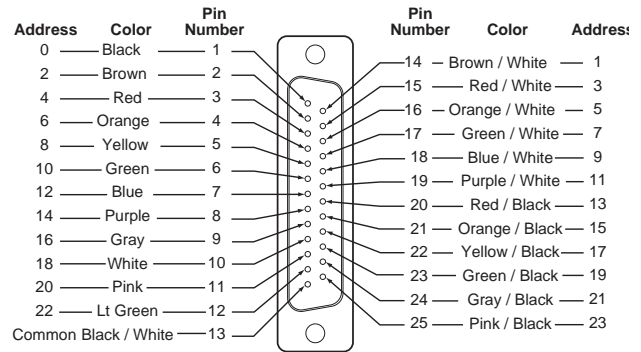 Address Color Pin Number
0 Black 1
2 Brown 2
4 Red 3
6 Orange 4
8 Yellow 5
10 Green 6
12 Blue 7
14 Purple 8
16 Gray 9
18 White 10
20 Pink 11
22 Lt Green 12
Common Black / White 13
Pin Number Color Address
14 Brown / White 1
15 Red / White 3
16 Orange / White 5
17 Green / White 7
18 Blue / White 9
19 Purple / White 11
20 Red / Black 13
21 Orange / Black 15
22 Yellow / Black 17
23 Green / Black 19
24 Gray / Black 21
25 Pink / Black 23